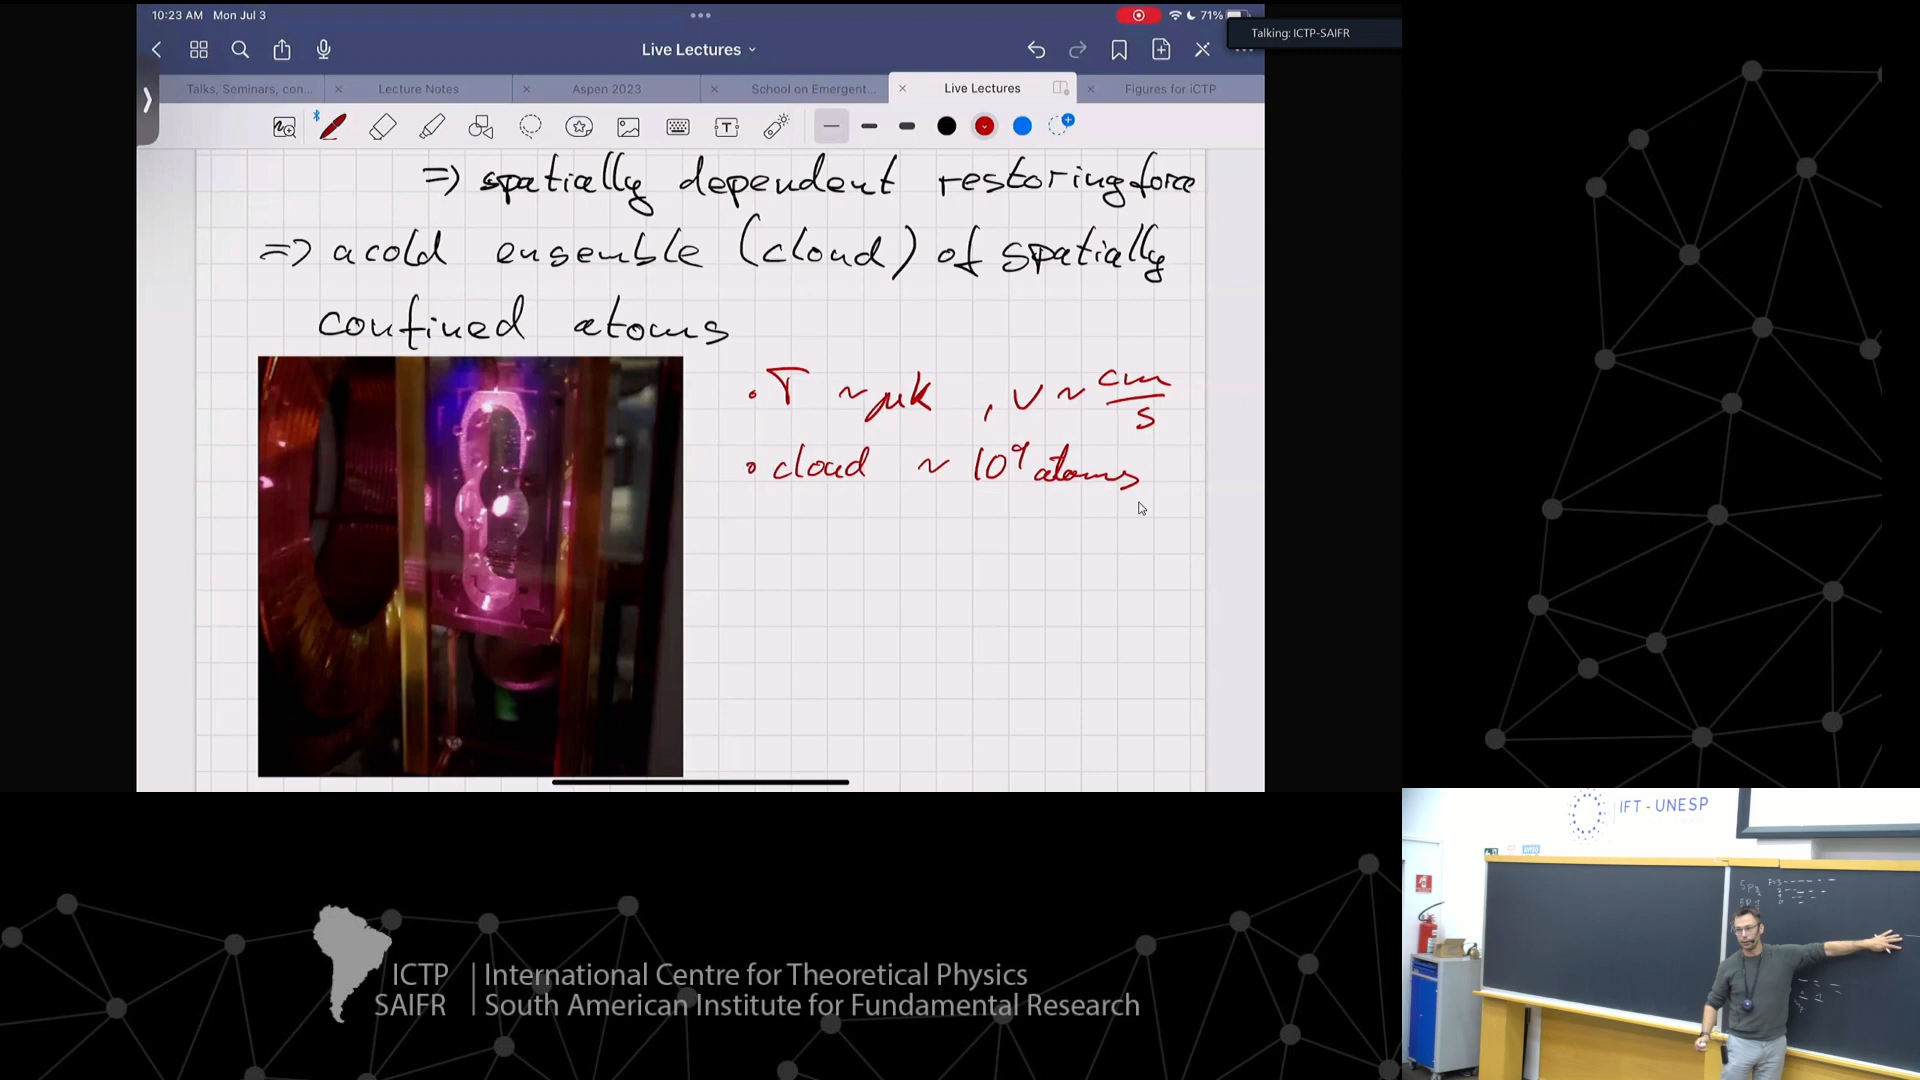 10:23 AM Mon Jul 3
71%
Talking: ICTP-SAIFR
Live Lectures
Talks, Seminars, con...
Lecture Notes
Aspen 2023
School on Emergent...
Live Lectures
Figures for iCTP
=> spatially dependent restoring force
=> a cold ensemble (cloud) of spatially
confined atoms
• T ~ μK , v ~ cm/s
• cloud ~ 10⁹ atoms
IFT - UNESP
ICTP | International Centre for Theoretical Physics
SAIFR | South American Institute for Fundamental Research